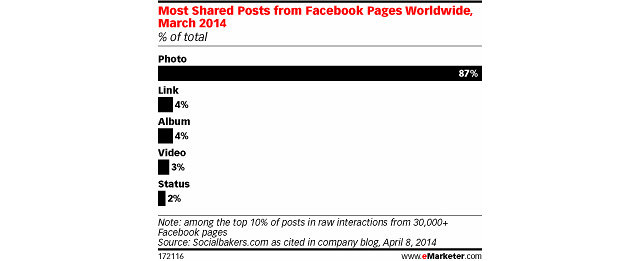 Most Shared Posts from Facebook Pages Worldwide,
March 2014
% of total
Photo
87%
Link
4%
Album
4%
Video
3%
Status
2%
Note: among the top 10% of posts in raw interactions from 30,000+
Facebook pages
Source: Socialbakers.com as cited in company blog, April 8, 2014
172116 www.eMarketer.com